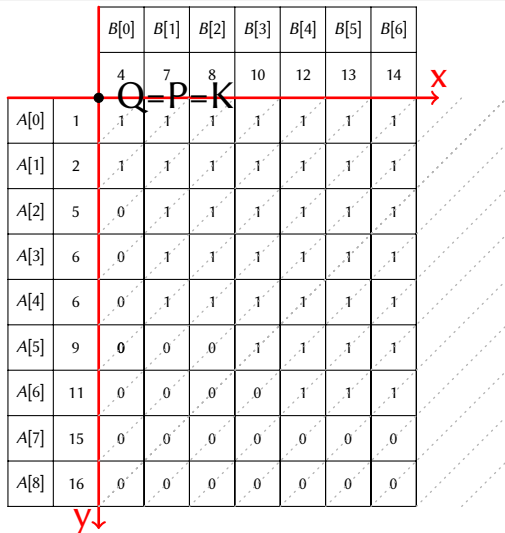 B[0] B[1] B[2] B[3] B[4] B[5] B[6]
4 7 8 10 12 13 14
x
Q=P=K
A[0] 1 1 1 1 1 1 1 1
A[1] 2 1 1 1 1 1 1 1
A[2] 5 0 1 1 1 1 1 1
A[3] 6 0 1 1 1 1 1 1
A[4] 6 0 1 1 1 1 1 1
A[5] 9 0 0 0 1 1 1 1
A[6] 11 0 0 0 0 1 1 1
A[7] 15 0 0 0 0 0 0 0
A[8] 16 0 0 0 0 0 0 0
y